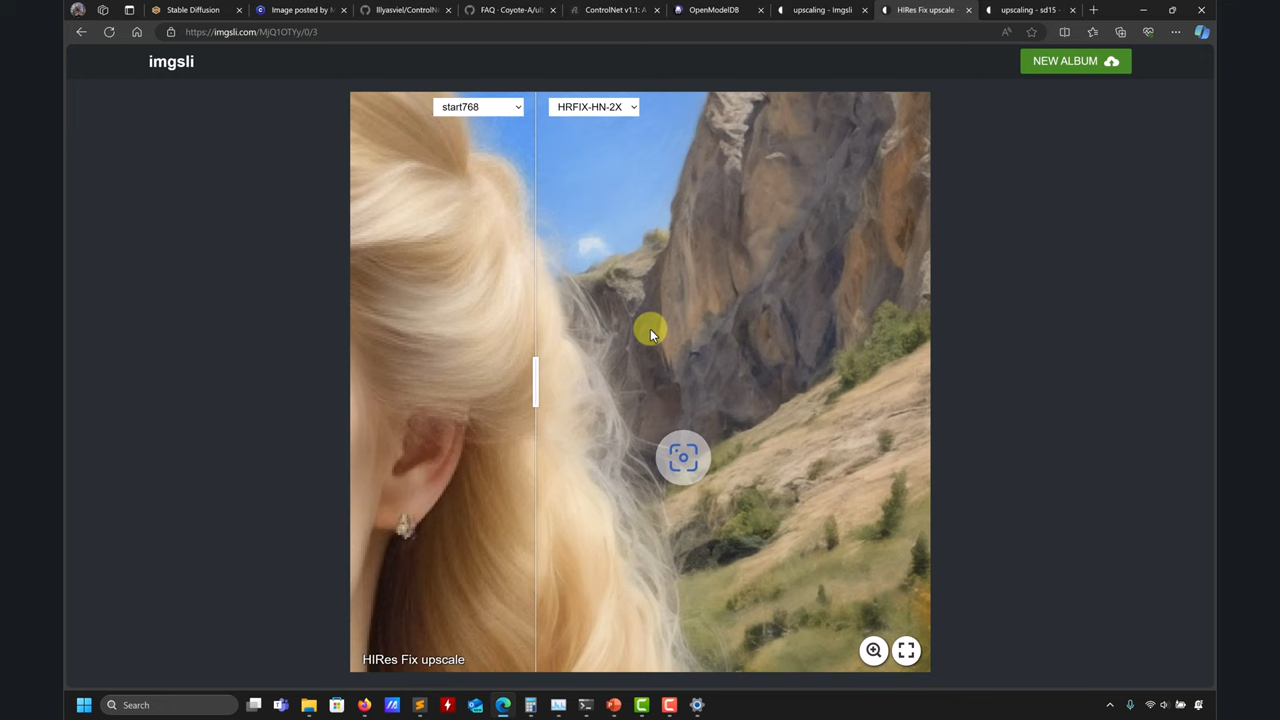 Stable Diffusion
Image posted by M
lllyasviel/ControlNe
FAQ · Coyote-A/ult
ControlNet v1.1: A
OpenModelDB
upscaling - Imgsli
HIRes Fix upscale -
upscaling - sd15 -
https://imgsli.com/MjQ1OTYy/0/3
imgsli
NEW ALBUM
start768
HRFIX-HN-2X
HIRes Fix upscale
Search